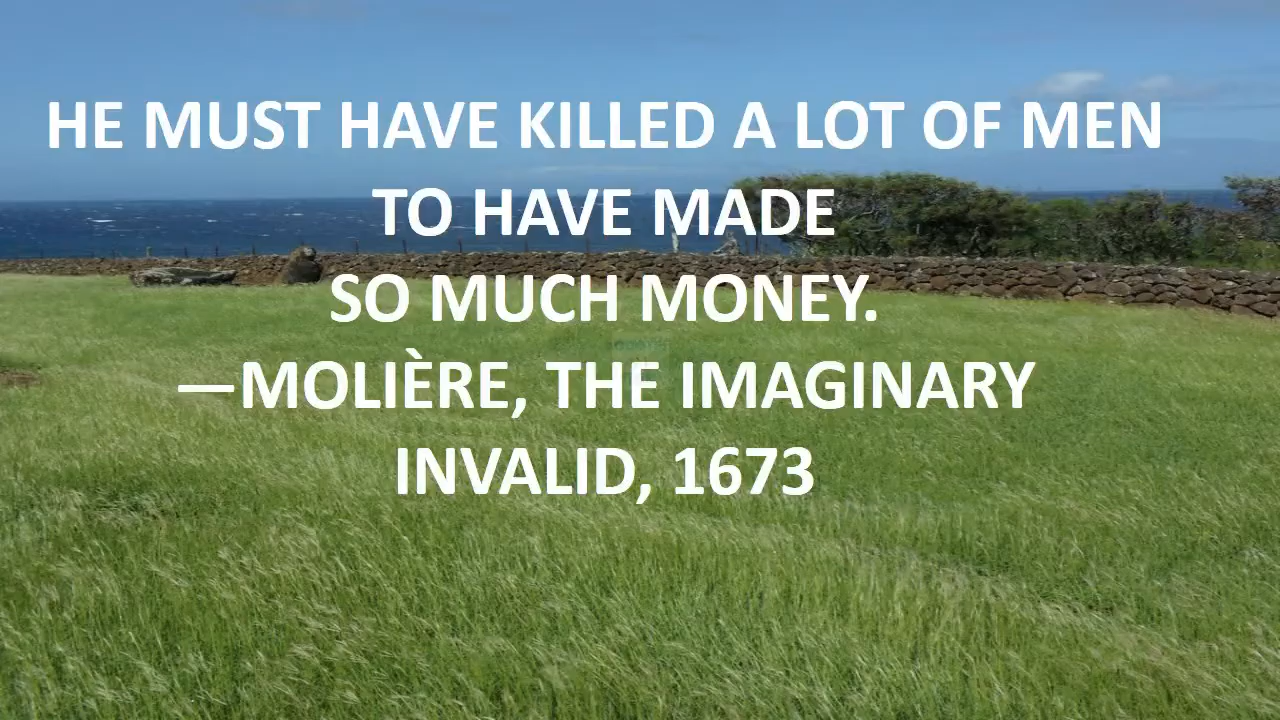 HE MUST HAVE KILLED A LOT OF MEN
TO HAVE MADE
SO MUCH MONEY.
—MOLIÈRE, THE IMAGINARY
INVALID, 1673